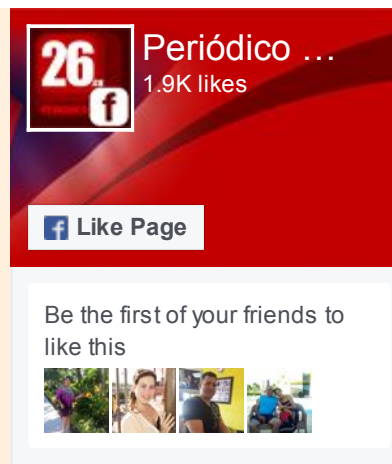 Periódico ...
1.9K likes
26
f
f Like Page
Be the first of your friends to
like this